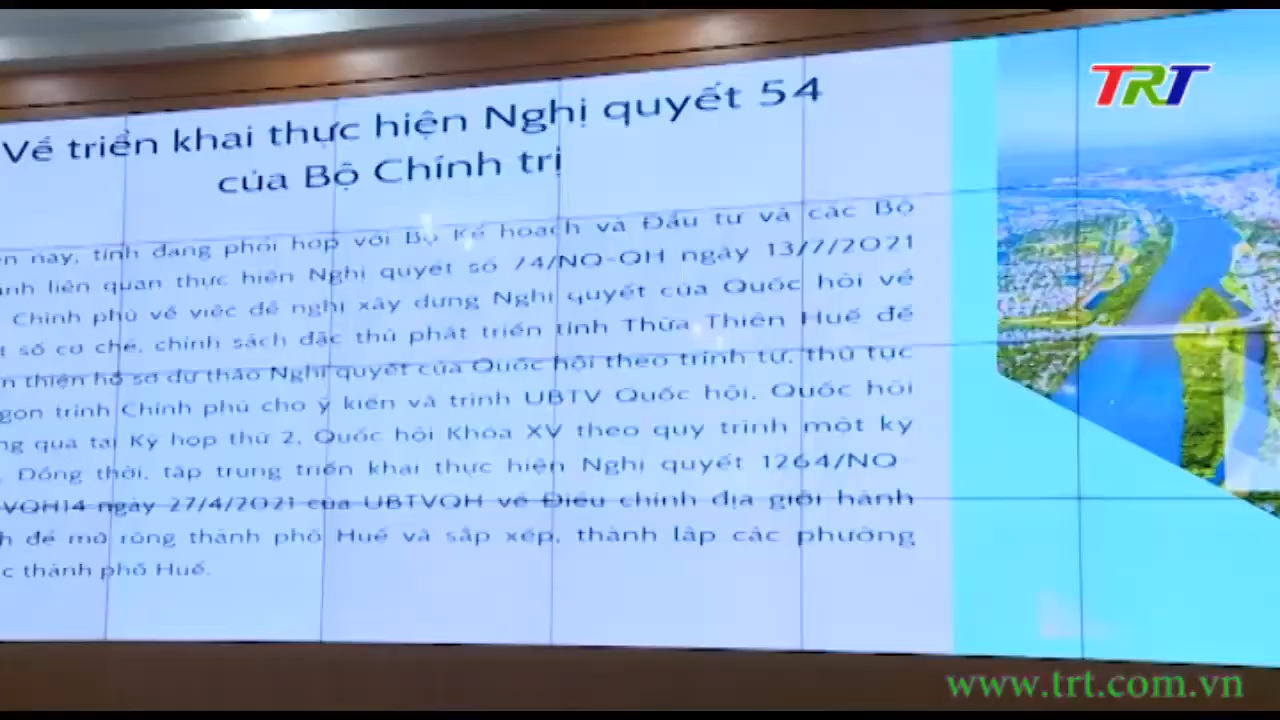 TRT
Về triển khai thực hiện Nghị quyết 54
của Bộ Chính trị
ện nay, tỉnh đang phối hợp với Bộ Kế hoạch và Đầu tư và các Bộ
ành liên quan thực hiện Nghị quyết số 74/NQ-QH ngày 13/7/2021
Chính phủ về việc đề nghị xây dựng Nghị quyết của Quốc hội về
t số cơ chế, chính sách đặc thù phát triển tỉnh Thừa Thiên Huế để
n thiện hồ sơ dự thảo Nghị quyết của Quốc hội theo trình tự, thủ tục
gọn trình Chính phủ cho ý kiến và trình UBTV Quốc hội, Quốc hội
ng qua tại Kỳ họp thứ 2, Quốc hội Khóa XV theo quy trình một kỳ
. Đồng thời, tập trung triển khai thực hiện Nghị quyết 1264/NQ-
VQH14 ngày 27/4/2021 của UBTVQH về Điều chỉnh địa giới hành
h để mở rộng thành phố Huế và sắp xếp, thành lập các phường
c thành phố Huế.
www.trt.com.vn